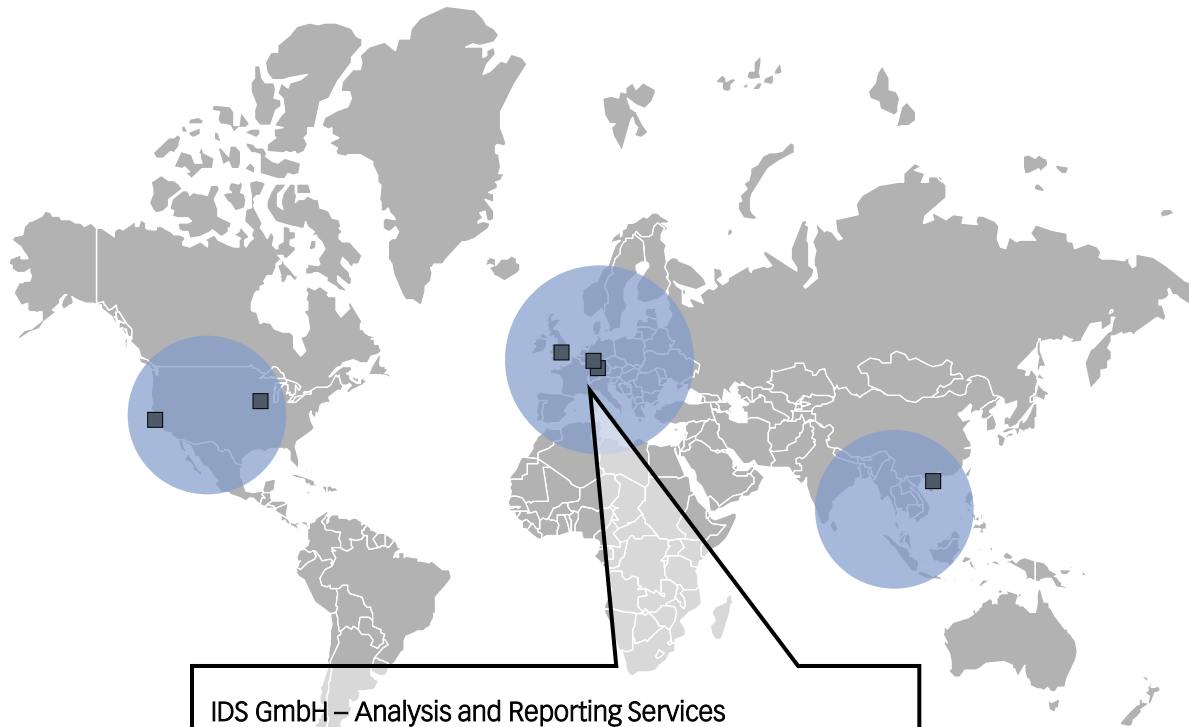 IDS GmbH – Analysis and Reporting Services